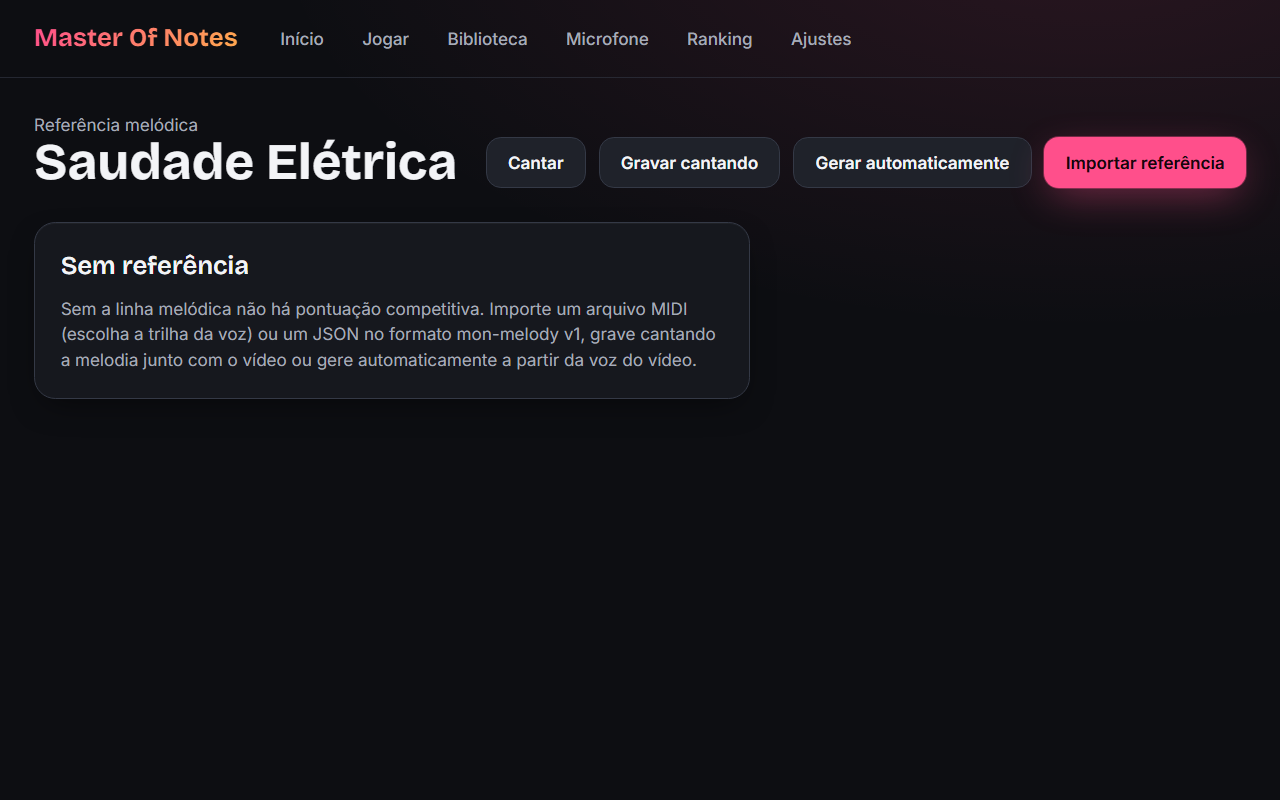 Master Of Notes
Início
Jogar
Biblioteca
Microfone
Ranking
Ajustes
Referência melódica
Saudade Elétrica
Cantar
Gravar cantando
Gerar automaticamente
Importar referência
Sem referência
Sem a linha melódica não há pontuação competitiva. Importe um arquivo MIDI
(escolha a trilha da voz) ou um JSON no formato mon-melody v1, grave cantando
a melodia junto com o vídeo ou gere automaticamente a partir da voz do vídeo.